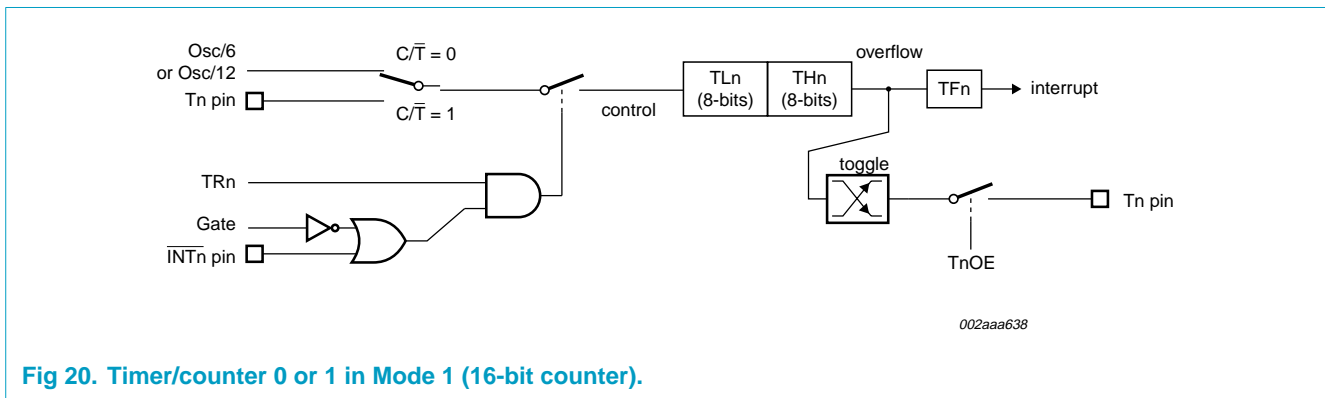 Osc/6
or Osc/12
C/T̅ = 0
Tn pin
C/T̅ = 1
control
TLn
(8-bits)
THn
(8-bits)
overflow
TFn
interrupt
toggle
Tn pin
TnOE
TRn
Gate
I̅N̅T̅n pin
002aaa638
Fig 20. Timer/counter 0 or 1 in Mode 1 (16-bit counter).